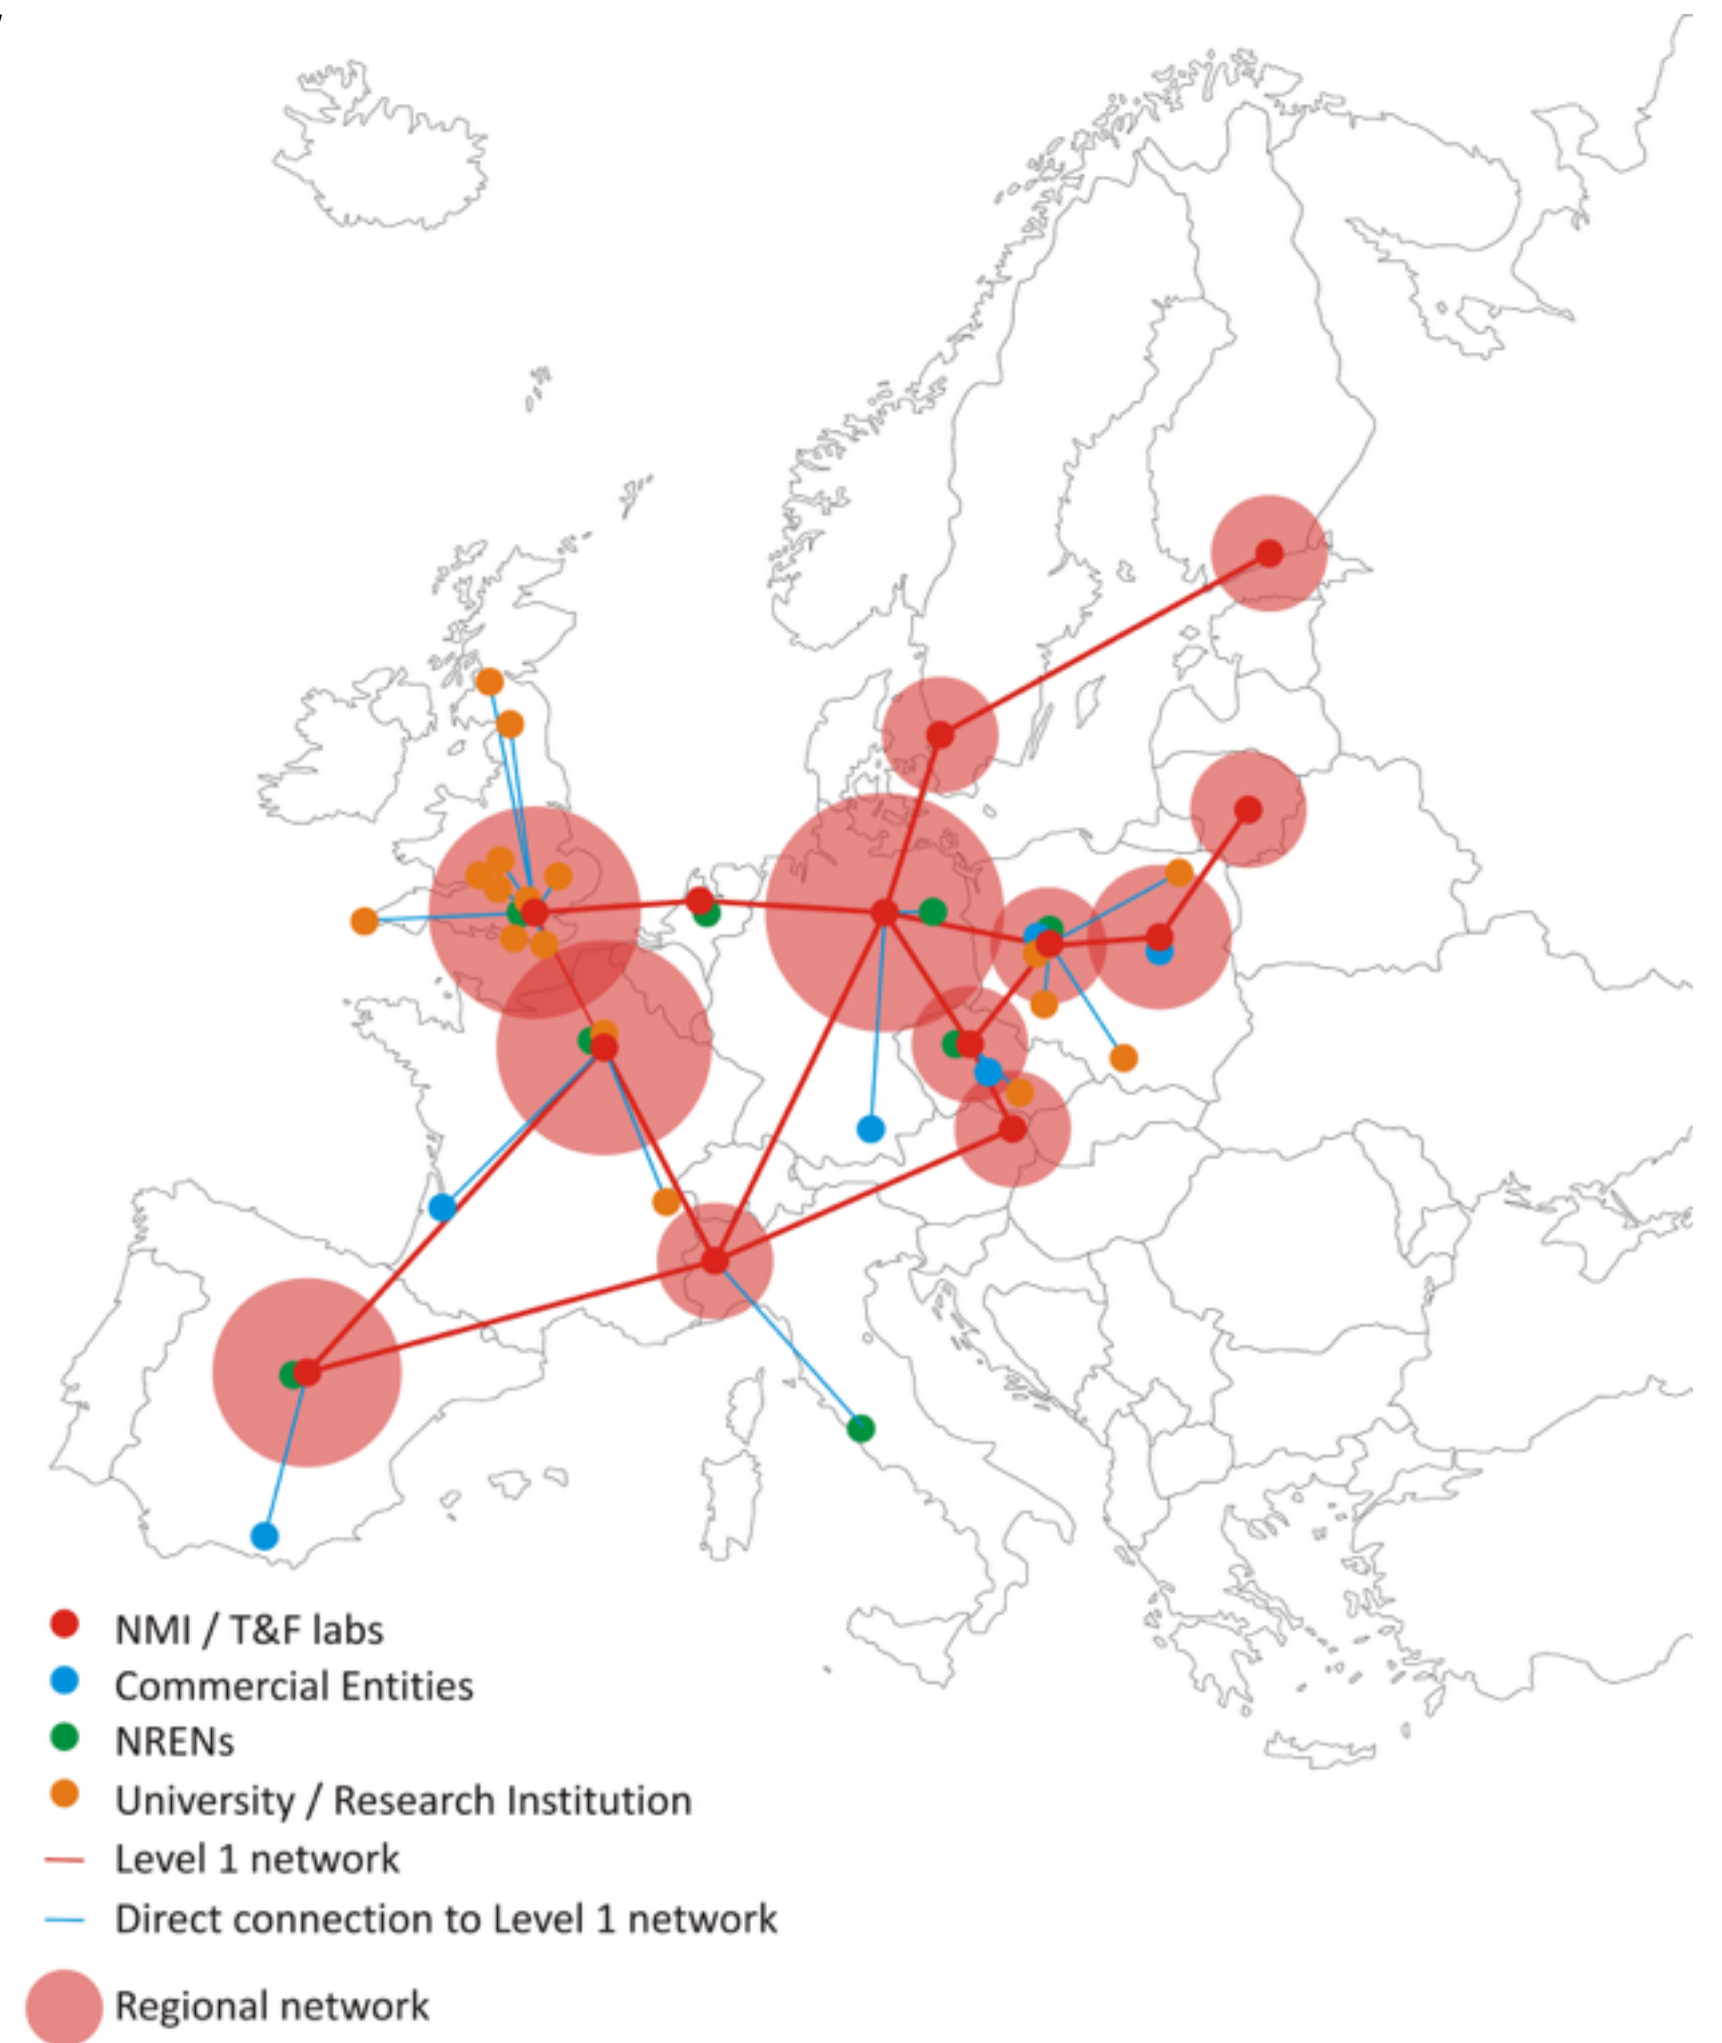 NMI / T&F labs
Commercial Entities
NRENs
University / Research Institution
Level 1 network
Direct connection to Level 1 network
Regional network